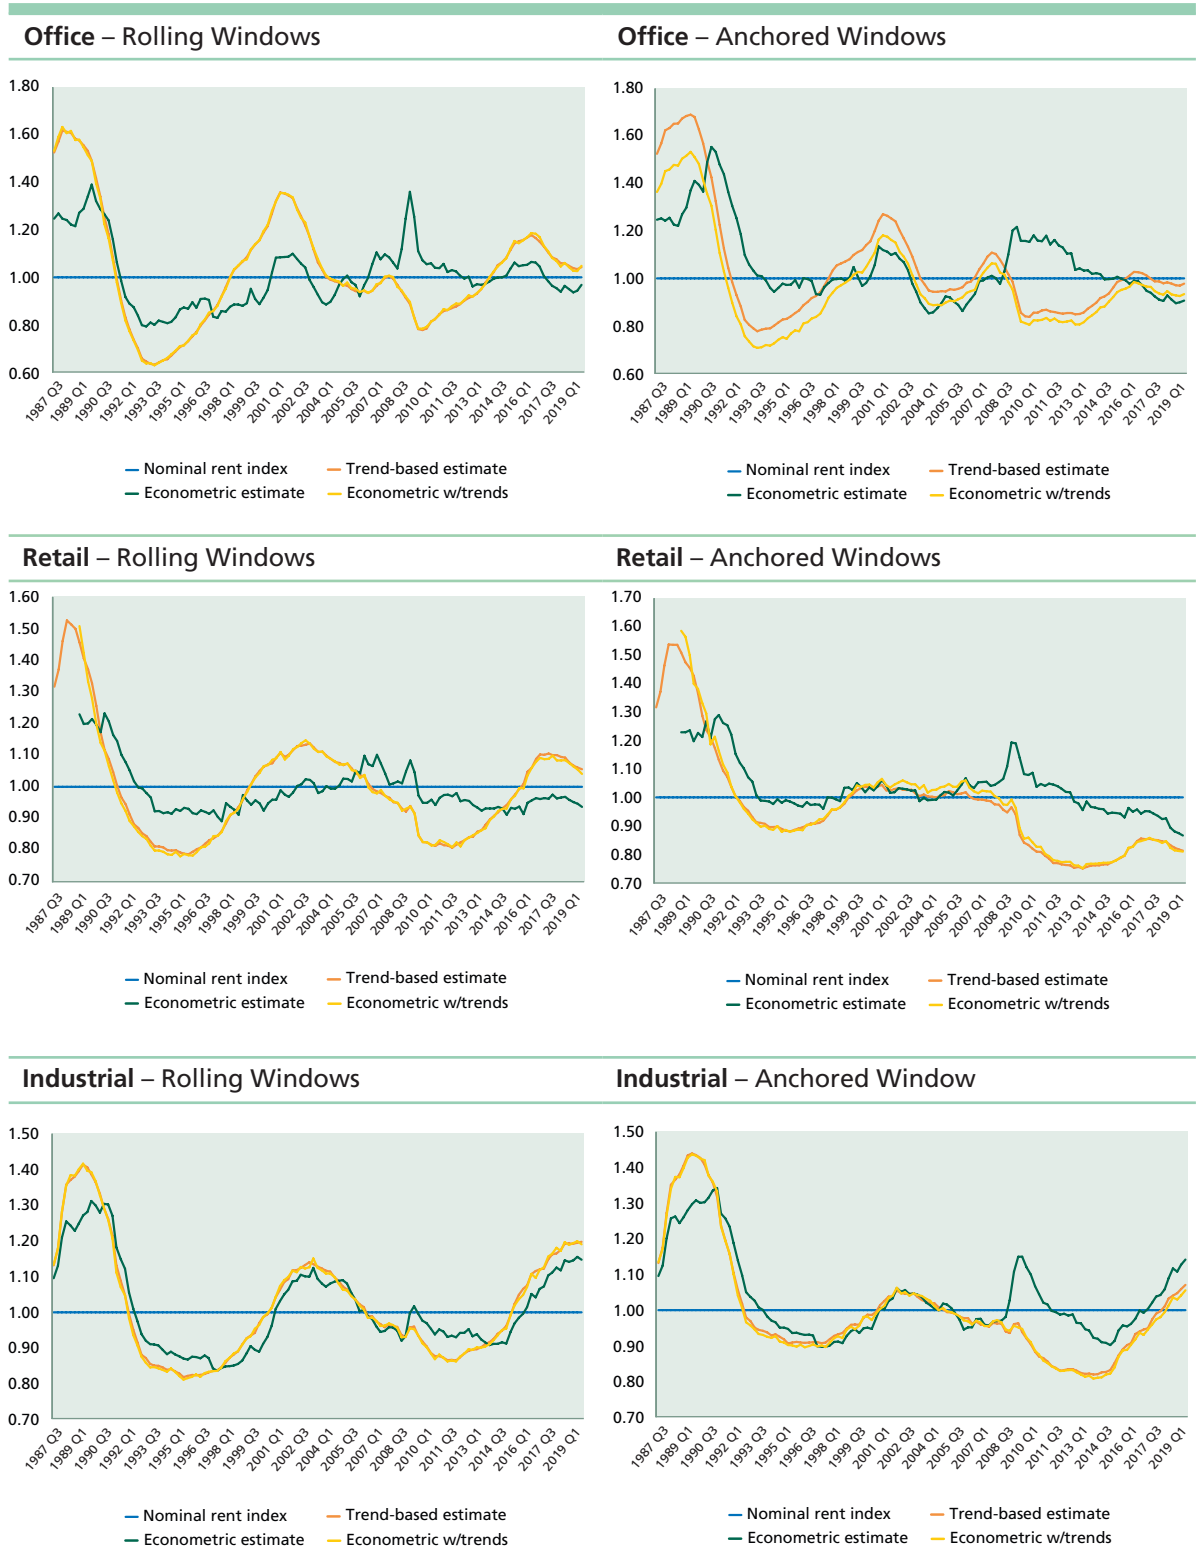 Office – Rolling Windows
1.80
1.60
1.40
1.20
1.00
0.80
0.60
1987 Q3
1989 Q1
1990 Q3
1992 Q1
1993 Q3
1995 Q1
1996 Q3
1998 Q1
1999 Q3
2001 Q1
2002 Q3
2004 Q1
2005 Q3
2007 Q1
2008 Q3
2010 Q1
2011 Q3
2013 Q1
2014 Q3
2016 Q1
2017 Q3
2019 Q1
Nominal rent index
Trend-based estimate
Econometric estimate
Econometric w/trends
Office – Anchored Windows
1.80
1.60
1.40
1.20
1.00
0.80
0.60
1987 Q3
1989 Q1
1990 Q3
1992 Q1
1993 Q3
1995 Q1
1996 Q3
1998 Q1
1999 Q3
2001 Q1
2002 Q3
2004 Q1
2005 Q3
2007 Q1
2008 Q3
2010 Q1
2011 Q3
2013 Q1
2014 Q3
2016 Q1
2017 Q3
2019 Q1
Nominal rent index
Trend-based estimate
Econometric estimate
Econometric w/trends
Retail – Rolling Windows
1.60
1.50
1.40
1.30
1.20
1.10
1.00
0.90
0.80
0.70
1987 Q3
1989 Q1
1990 Q3
1992 Q1
1993 Q3
1995 Q1
1996 Q3
1998 Q1
1999 Q3
2001 Q1
2002 Q3
2004 Q1
2005 Q3
2007 Q1
2008 Q3
2010 Q1
2011 Q3
2013 Q1
2014 Q3
2016 Q1
2017 Q3
2019 Q1
Nominal rent index
Trend-based estimate
Econometric estimate
Econometric w/trends
Retail – Anchored Windows
1.70
1.60
1.50
1.40
1.30
1.20
1.10
1.00
0.90
0.80
0.70
1987 Q3
1989 Q1
1990 Q3
1992 Q1
1993 Q3
1995 Q1
1996 Q3
1998 Q1
1999 Q3
2001 Q1
2002 Q3
2004 Q1
2005 Q3
2007 Q1
2008 Q3
2010 Q1
2011 Q3
2013 Q1
2014 Q3
2016 Q1
2017 Q3
2019 Q1
Nominal rent index
Trend-based estimate
Econometric estimate
Econometric w/trends
Industrial – Rolling Windows
1.50
1.40
1.30
1.20
1.10
1.00
0.90
0.80
0.70
1987 Q3
1989 Q1
1990 Q3
1992 Q1
1993 Q3
1995 Q1
1996 Q3
1998 Q1
1999 Q3
2001 Q1
2002 Q3
2004 Q1
2005 Q3
2007 Q1
2008 Q3
2010 Q1
2011 Q3
2013 Q1
2014 Q3
2016 Q1
2017 Q3
2019 Q1
Nominal rent index
Trend-based estimate
Econometric estimate
Econometric w/trends
Industrial – Anchored Window
1.50
1.40
1.30
1.20
1.10
1.00
0.90
0.80
0.70
1987 Q3
1989 Q1
1990 Q3
1992 Q1
1993 Q3
1995 Q1
1996 Q3
1998 Q1
1999 Q3
2001 Q1
2002 Q3
2004 Q1
2005 Q3
2007 Q1
2008 Q3
2010 Q1
2011 Q3
2013 Q1
2014 Q3
2016 Q1
2017 Q3
2019 Q1
Nominal rent index
Trend-based estimate
Econometric estimate
Econometric w/trends